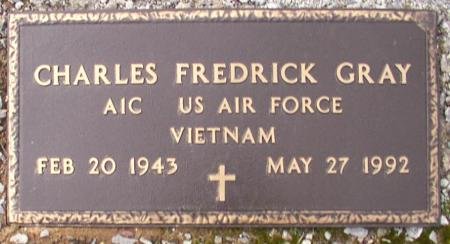 CHARLES FREDRICK GRAY
A1C US AIR FORCE
VIETNAM
FEB 20 1943 MAY 27 1992